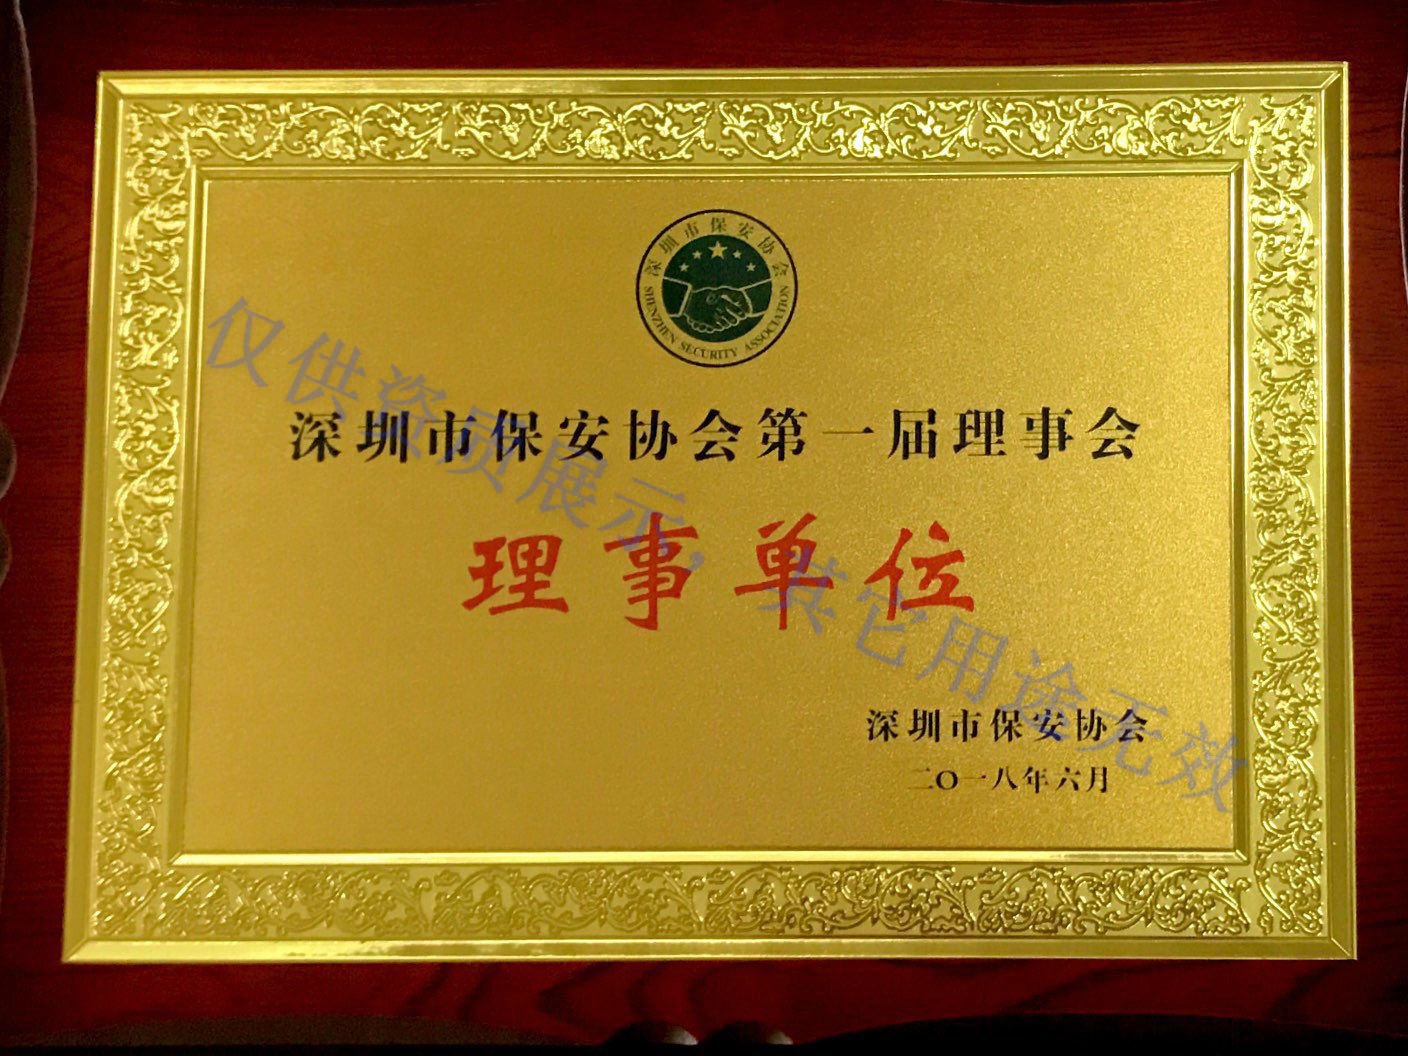 深圳市保安协会
SHENZHEN SECURITY ASSOCIATION
深圳市保安协会第一届理事会
理事单位
深圳市保安协会
二〇一八年六月
仅供资质展示，其它用途无效